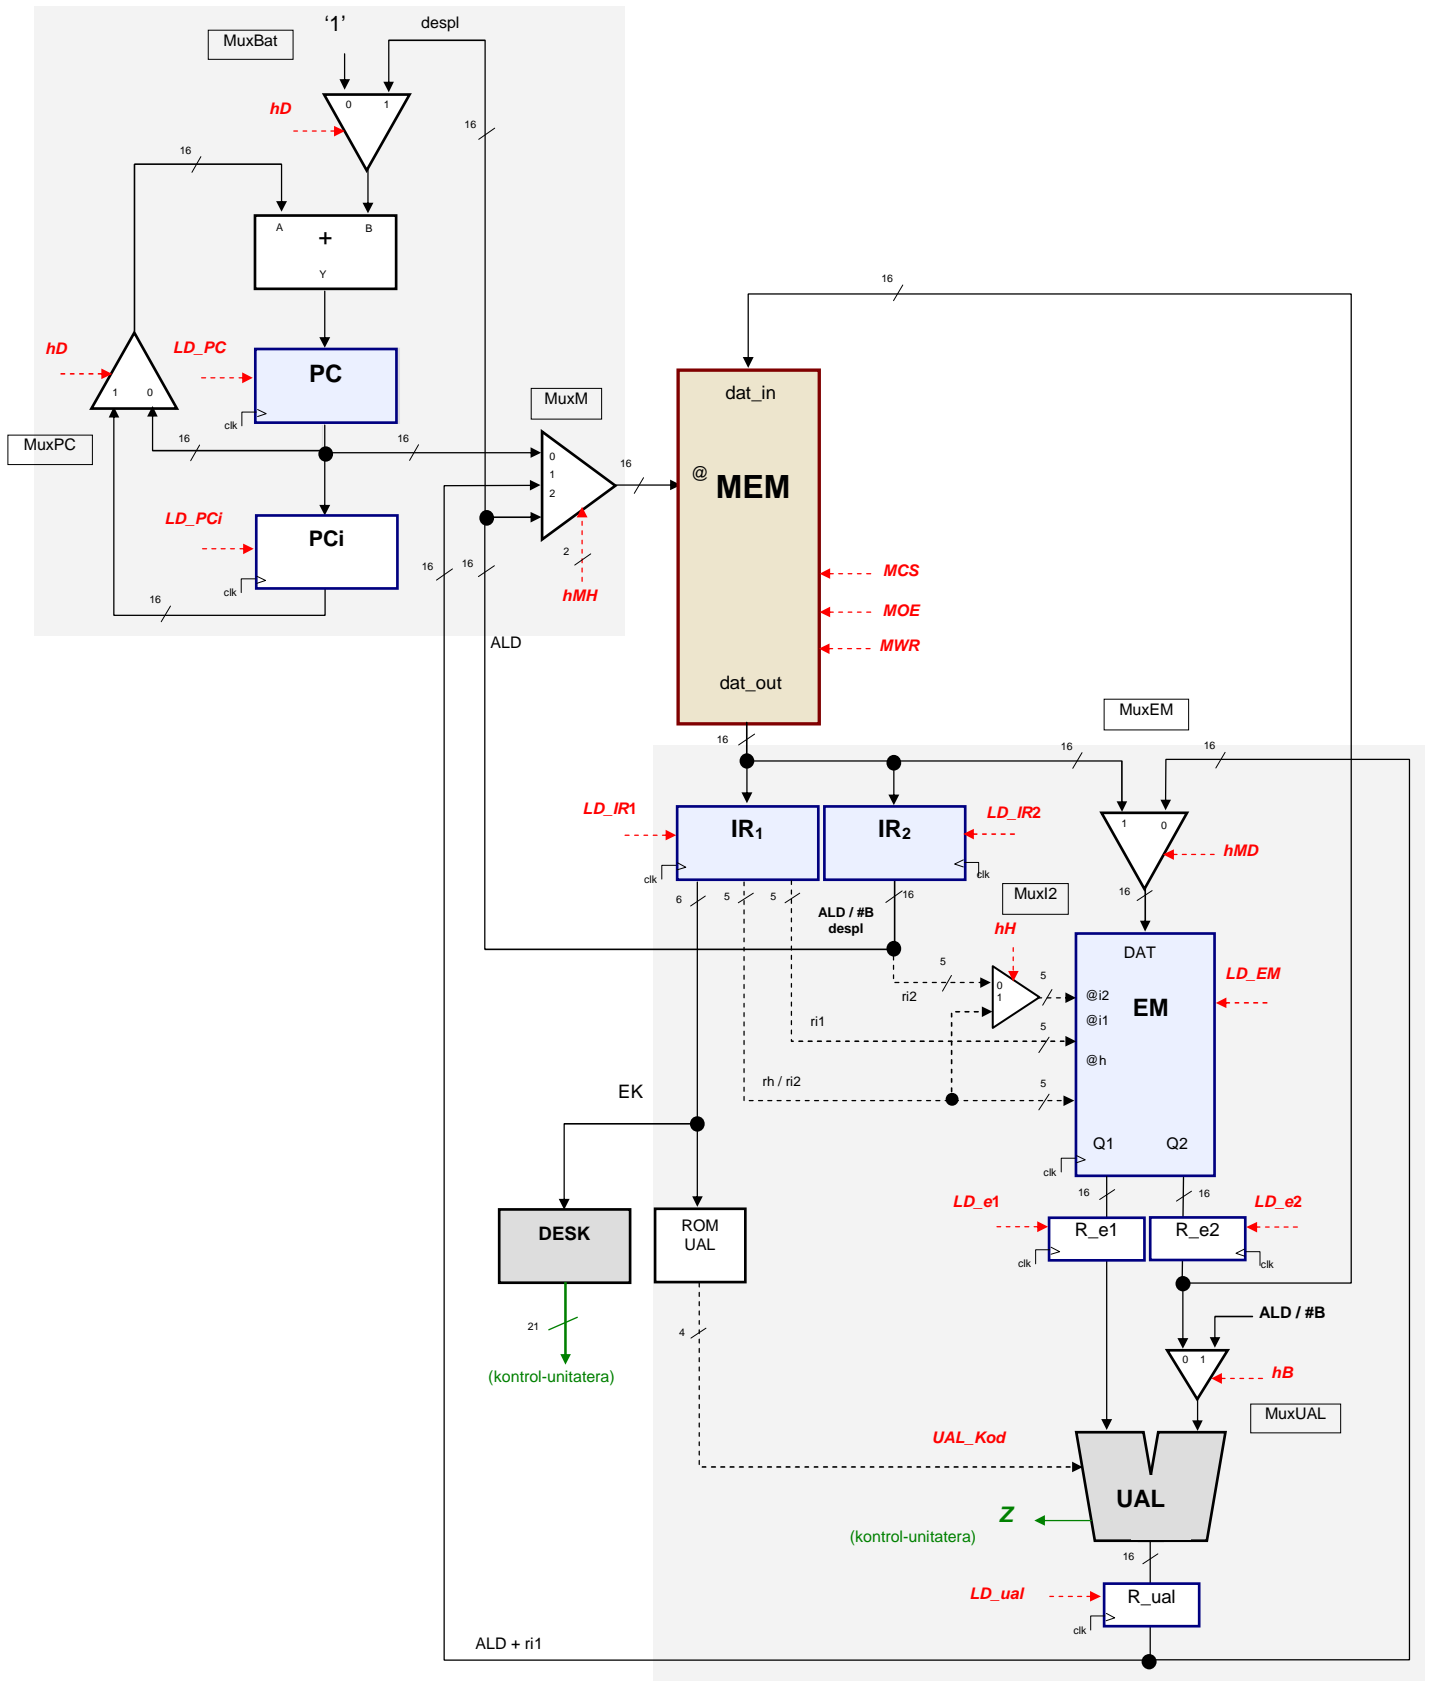 ‘1’
despl
MuxBat
0
1
hD
16
16
A
B
+
Y
hD
LD_PC
PC
1
0
clk
MuxM
MuxPC
16
16
0
1
2
16
16
dat_in
@
MEM
LD_PCi
PCi
clk
16
16
16
2
hMH
MCS
MOE
MWR
ALD
dat_out
MuxEM
16
16
16
LD_IR1
IR1
IR2
LD_IR2
1
0
hMD
clk
clk
6
5
5
16
ALD / #B
despl
MuxI2
hH
16
DAT
5
0
1
5
ri2
@i2
EM
LD_EM
@i1
ri1
5
@h
rh / ri2
5
EK
Q1
Q2
clk
16
16
DESK
ROM
UAL
LD_e1
R_e1
R_e2
LD_e2
clk
clk
ALD / #B
21
4
0
1
hB
(kontrol-unitatera)
MuxUAL
UAL_Kod
UAL
Z
(kontrol-unitatera)
16
LD_ual
R_ual
clk
ALD + ri1